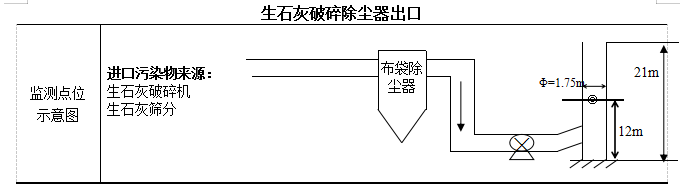 生石灰破碎除尘器出口
监测点位
示意图
进口污染物来源：
生石灰破碎机
生石灰筛分
布袋除
尘器
Φ=1.75m
21m
12m